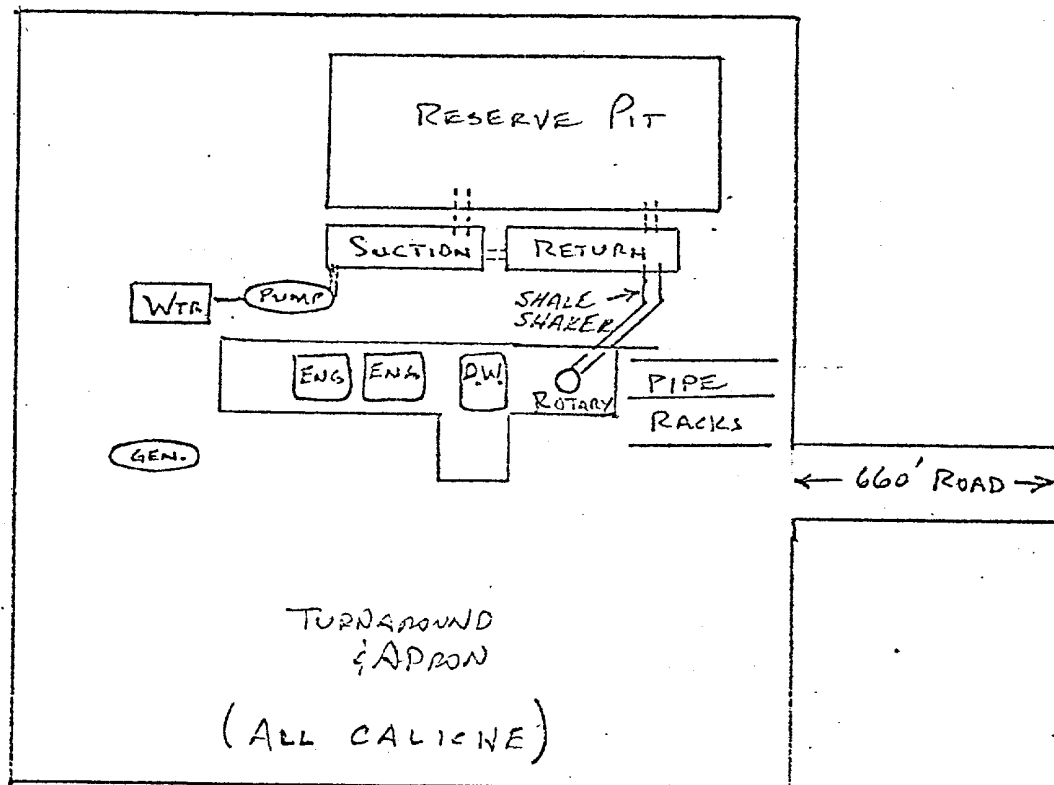 RESERVE PIT
SUCTION
RETURN
WTR
PUMP
SHALE
SHAKER
ENG
ENG
D.W.
ROTARY
PIPE
RACKS
GEN.
660' ROAD
TURNAROUND
& APRON
(ALL CALICHE)